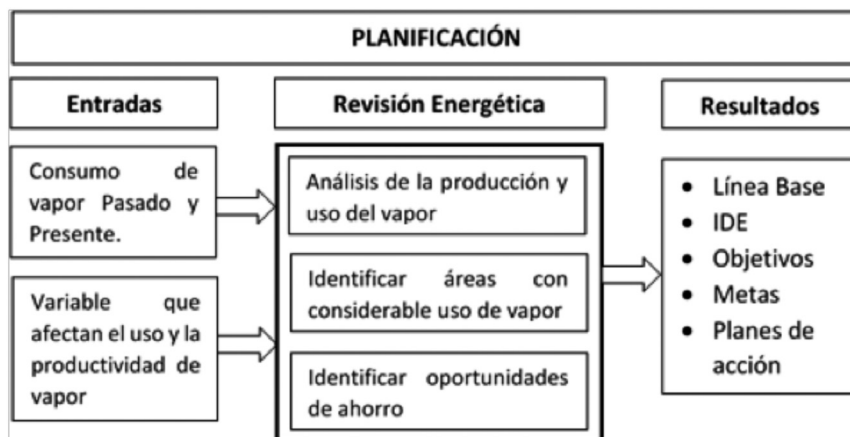 PLANIFICACIÓN
Entradas
Revisión Energética
Resultados
Consumo de
vapor Pasado y
Presente.
Variable que
afectan el uso y la
productividad de
vapor
Análisis de la producción y
uso del vapor
Identificar áreas con
considerable uso de vapor
Identificar oportunidades
de ahorro
• Línea Base
• IDE
• Objetivos
• Metas
• Planes de
acción